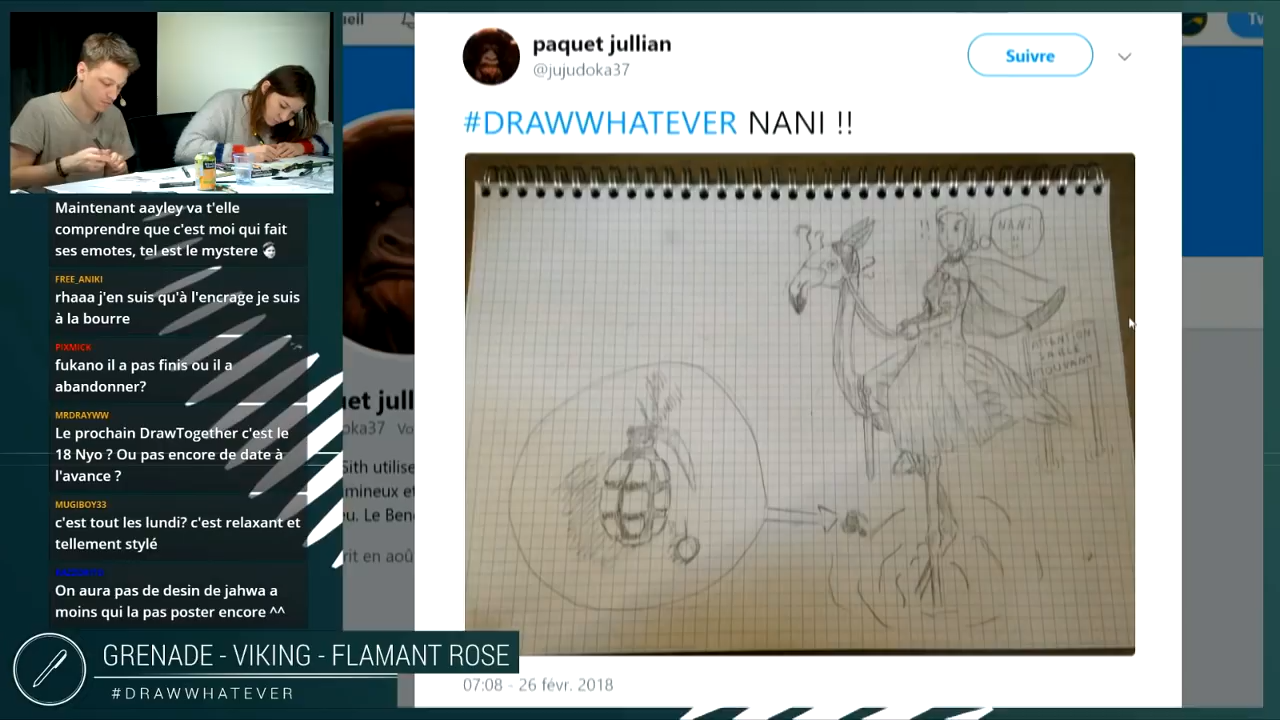 paquet jullian
@jujudoka37
Suivre
#DRAWWHATEVER NANI !!
!!
NANI
!!
ATTENTION
SABLE
MOUVANT
07:08 - 26 févr. 2018
Maintenant aayley va t'elle
comprendre que c'est moi qui fait
ses emotes, tel est le mystere
FREE_ANIKI
rhaaa j'en suis qu'à l'encrage je suis
à la bourre
PIXMICK
fukano il a pas finis ou il a
abandonner?
MRDRAYWW
Le prochain DrawTogether c'est le
18 Nyo ? Ou pas encore de date à
l'avance ?
MUGIBOY33
c'est tout les lundi? c'est relaxant et
tellement stylé
On aura pas de desin de jahwa a
moins qui la pas poster encore ^^
GRENADE - VIKING - FLAMANT ROSE
#DRAWWHATEVER